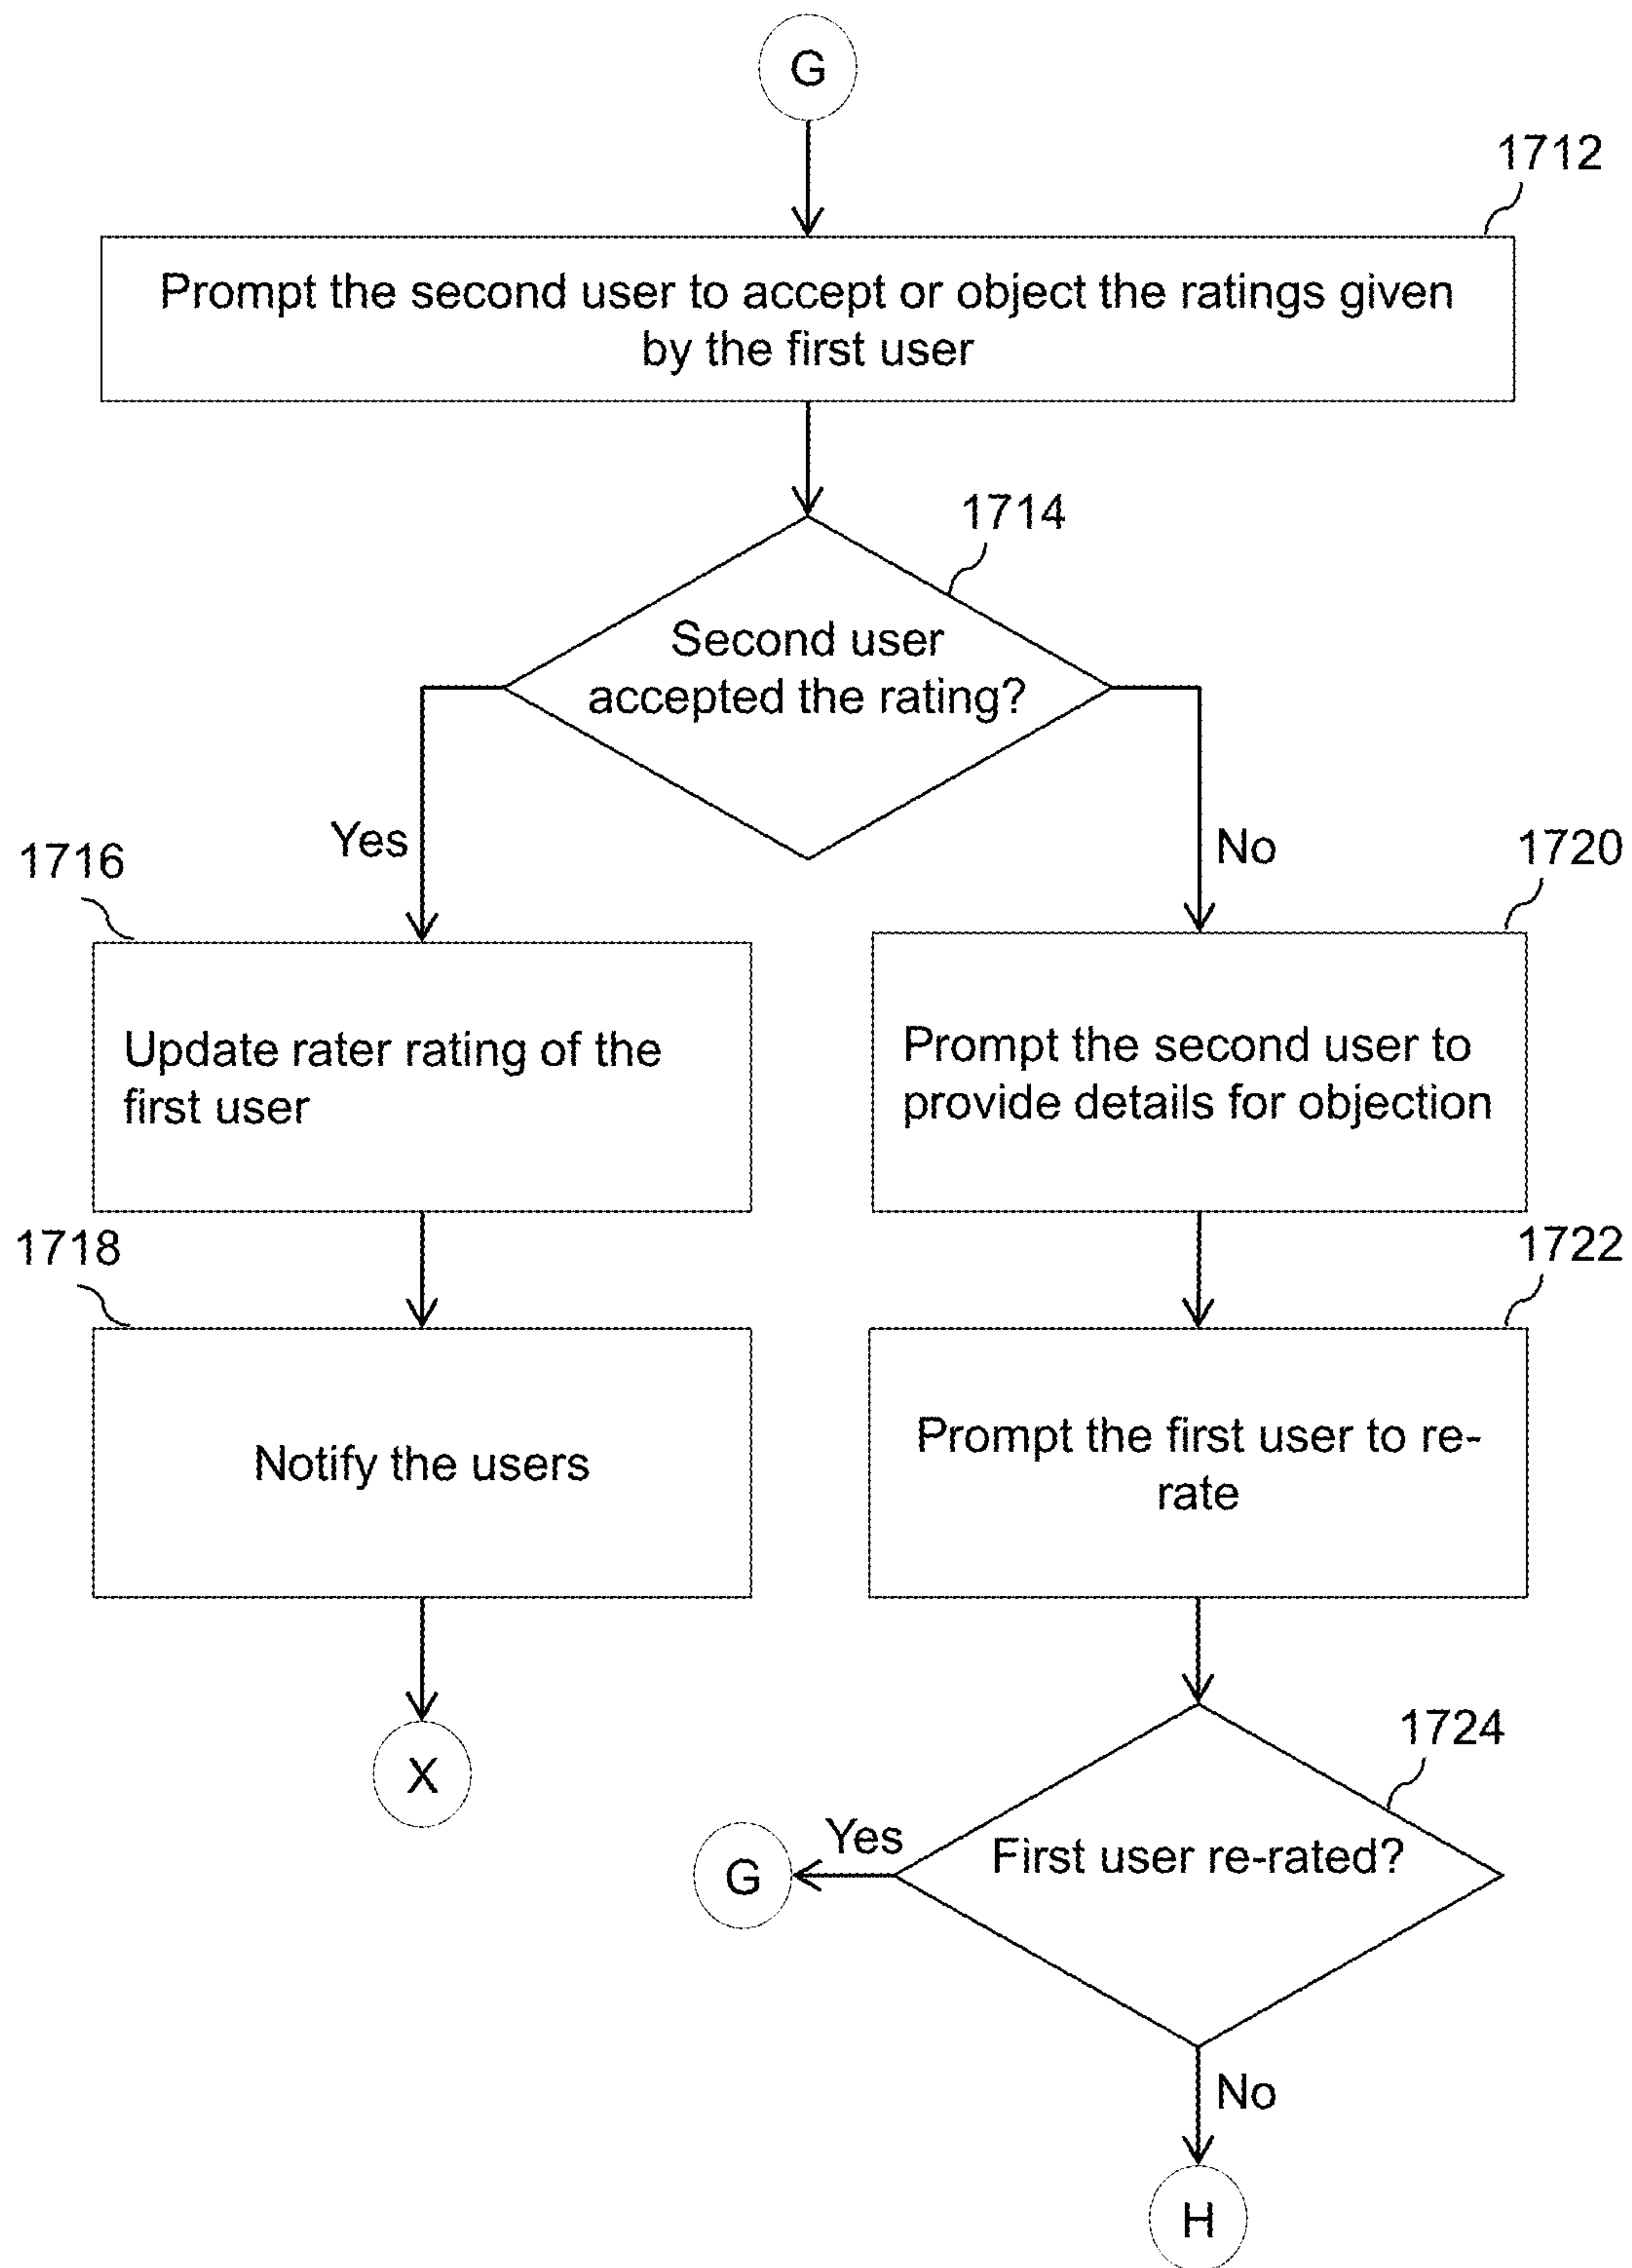 G
1712
Prompt the second user to accept or object the ratings given
by the first user
1714
Second user
accepted the rating?
Yes
No
1716
1720
Update rater rating of the
first user
Prompt the second user to
provide details for objection
1718
1722
Notify the users
Prompt the first user to re-
rate
X
1724
First user re-rated?
Yes
G
No
H